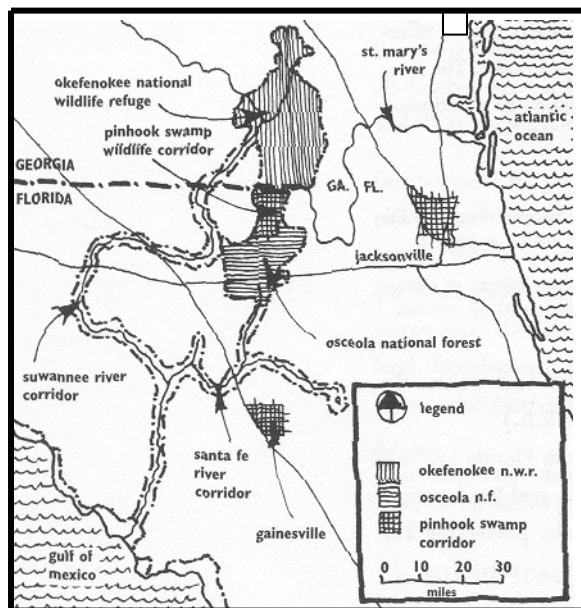 st. mary's
river
okefenokee national
wildlife refuge
atlantic
ocean
pinhook swamp
wildlife corridor
GEORGIA
FLORIDA
GA.
FL.
jacksonville
osceola national forest
suwannee river
corridor
santa fe
river
corridor
gainesville
gulf of
mexico
legend
okefenokee n.w.r.
osceola n.f.
pinhook swamp
corridor
0 10 20 30
miles